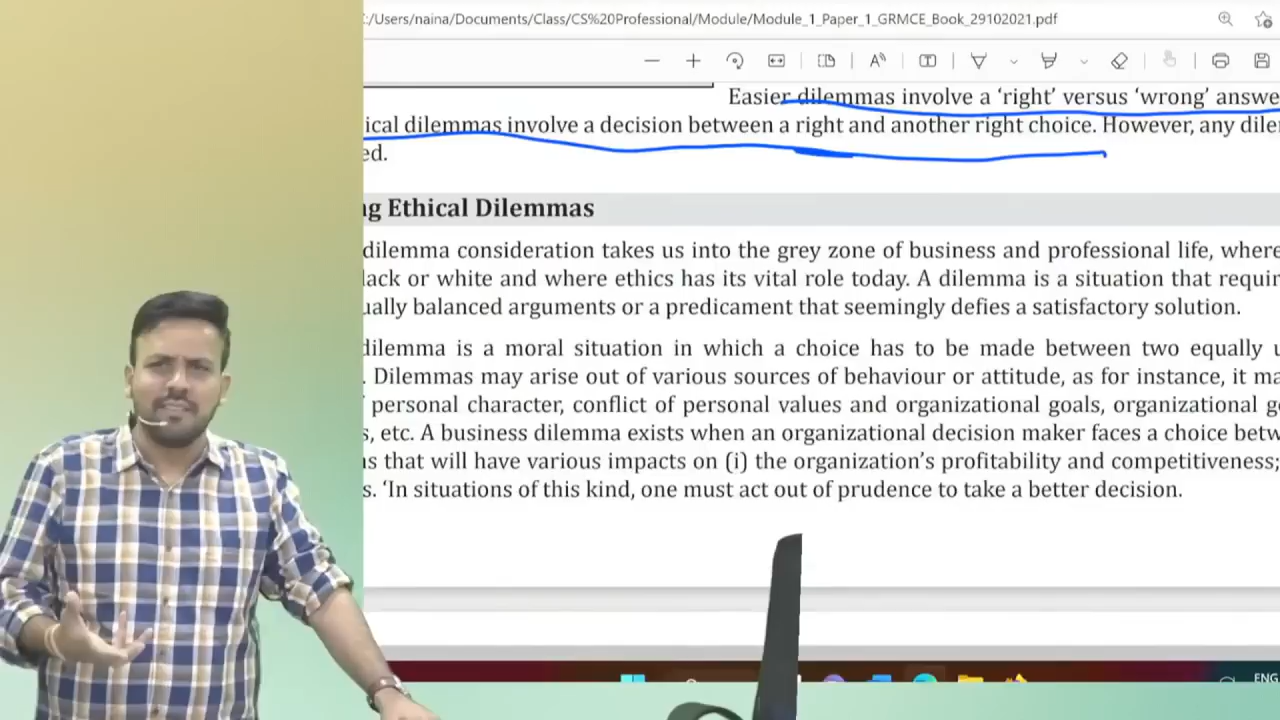 :/Users/naina/Documents/Class/CS%20Professional/Module/Module_1_Paper_1_GRMCE_Book_29102021.pdf
Easier dilemmas involve a ‘right’ versus ‘wrong’ answe
ical dilemmas involve a decision between a right and another right choice. However, any dile
ed.
ng Ethical Dilemmas
dilemma consideration takes us into the grey zone of business and professional life, where
lack or white and where ethics has its vital role today. A dilemma is a situation that requir
ually balanced arguments or a predicament that seemingly defies a satisfactory solution.
dilemma is a moral situation in which a choice has to be made between two equally u
. Dilemmas may arise out of various sources of behaviour or attitude, as for instance, it ma
personal character, conflict of personal values and organizational goals, organizational go
s, etc. A business dilemma exists when an organizational decision maker faces a choice betw
ns that will have various impacts on (i) the organization’s profitability and competitiveness;
s. ‘In situations of this kind, one must act out of prudence to take a better decision.
ENG